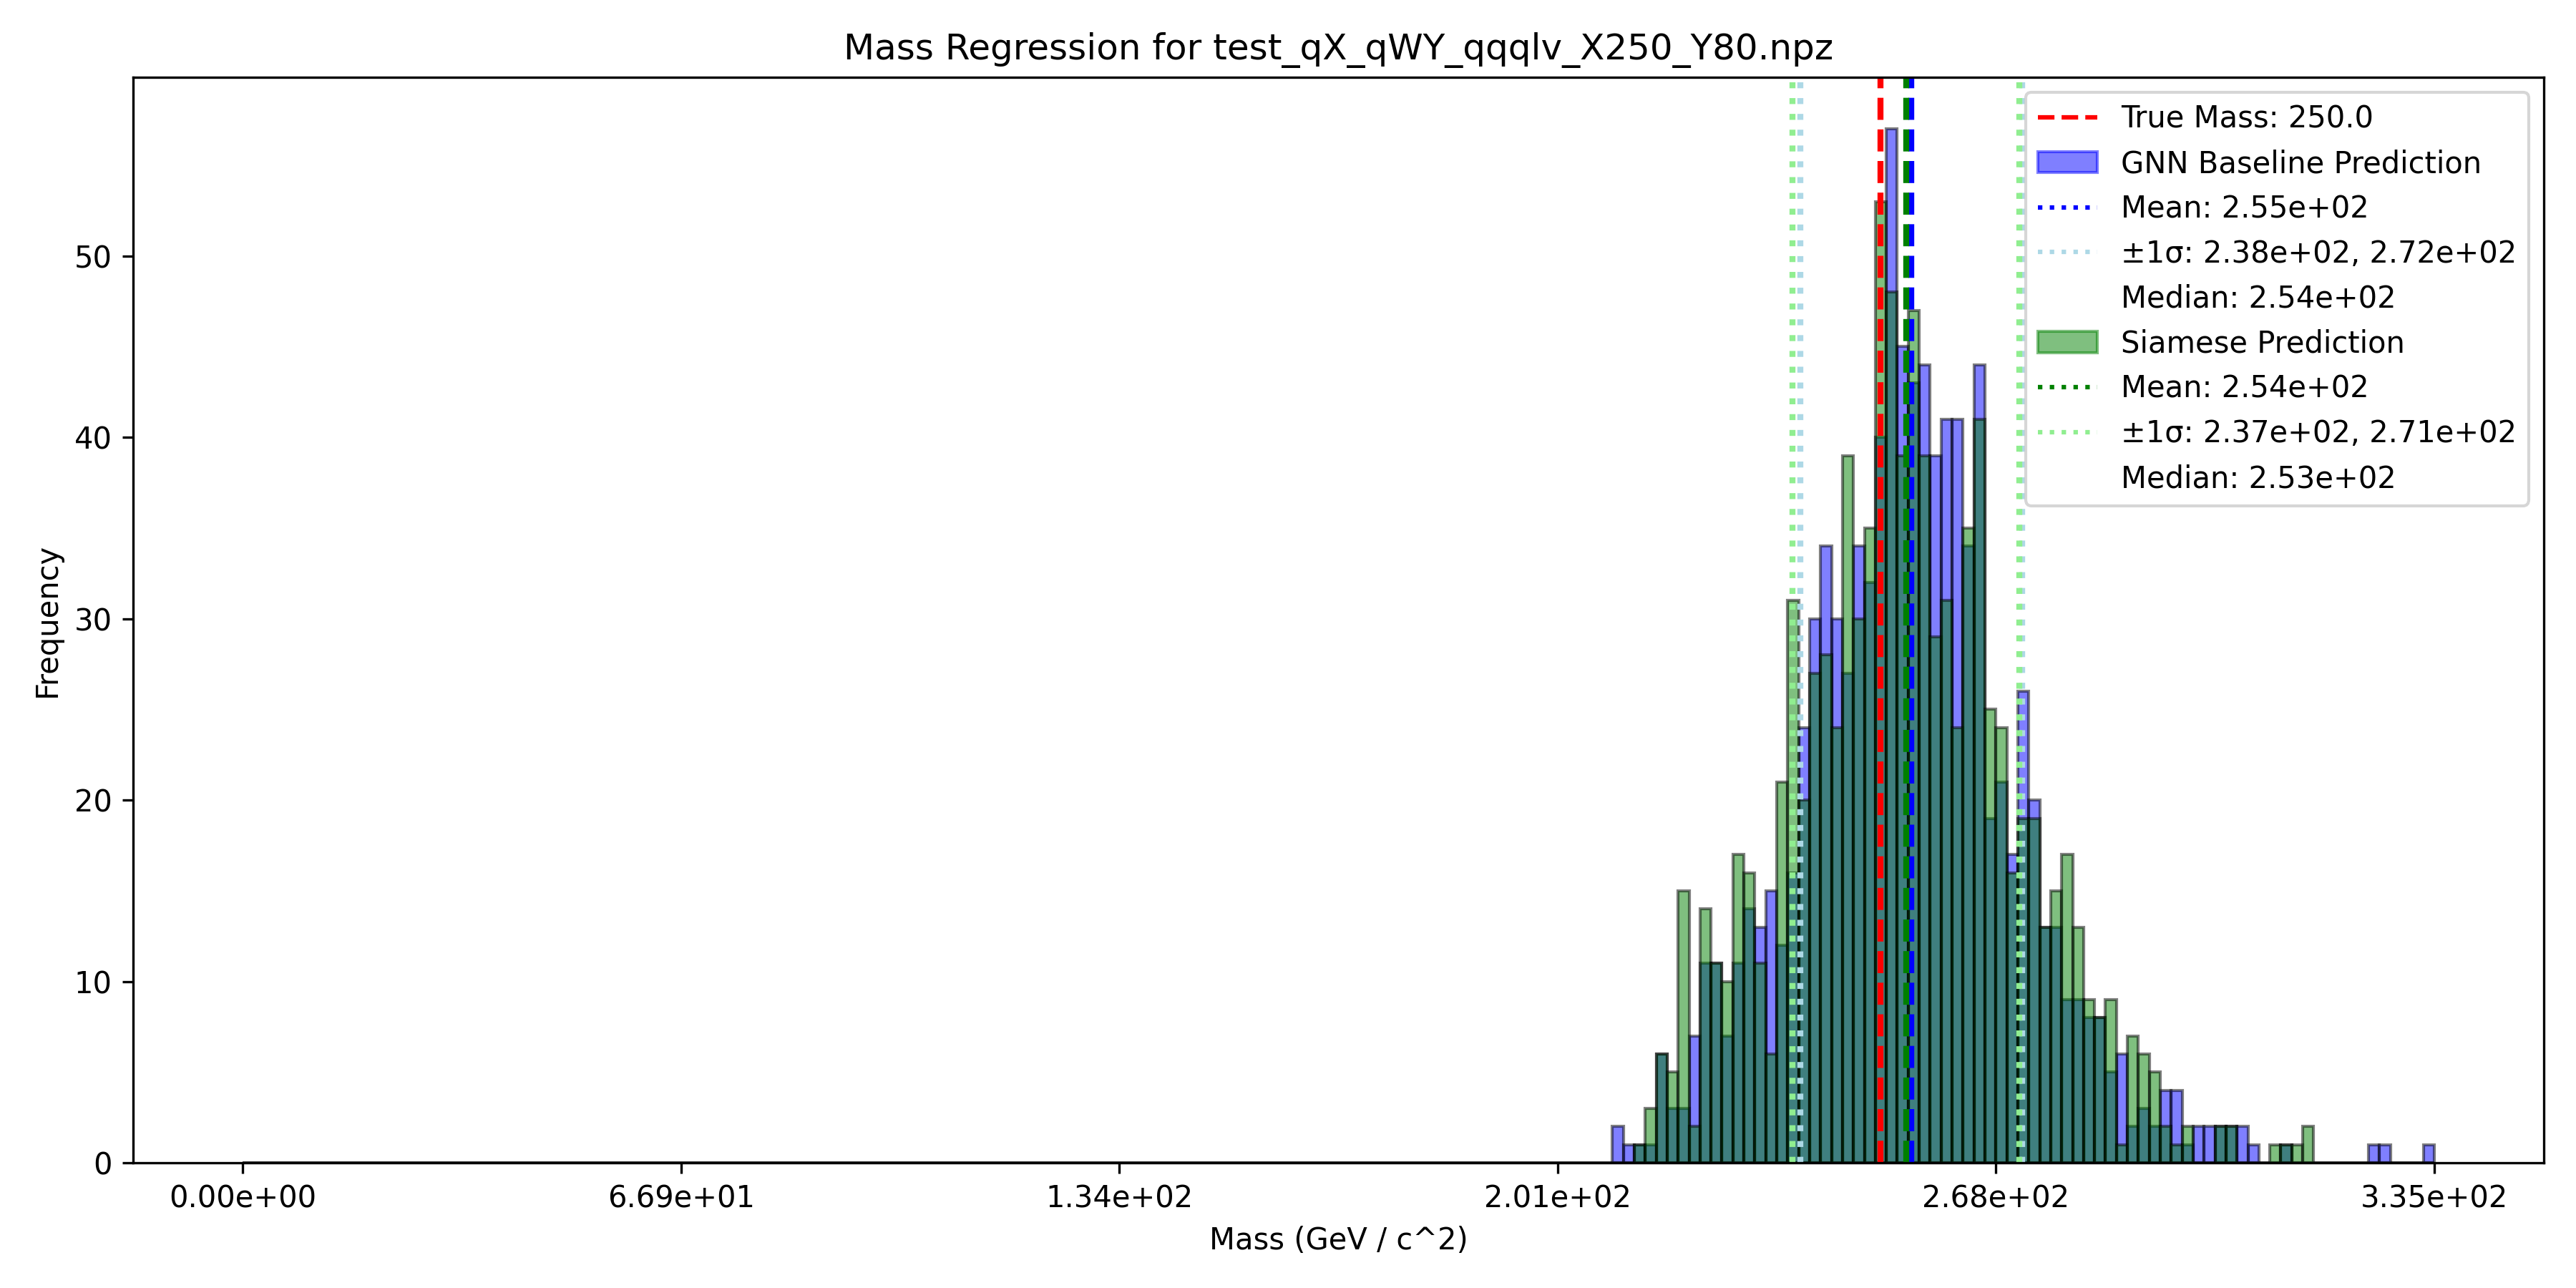 Mass Regression for test_qX_qWY_qqqlv_X250_Y80.npz
True Mass: 250.0
GNN Baseline Prediction
Mean: 2.55e+02
±1σ: 2.38e+02, 2.72e+02
Median: 2.54e+02
Siamese Prediction
Mean: 2.54e+02
±1σ: 2.37e+02, 2.71e+02
Median: 2.53e+02
Frequency
50
40
30
20
10
0
0.00e+00 6.69e+01 1.34e+02 2.01e+02 2.68e+02 3.35e+02
Mass (GeV / c^2)